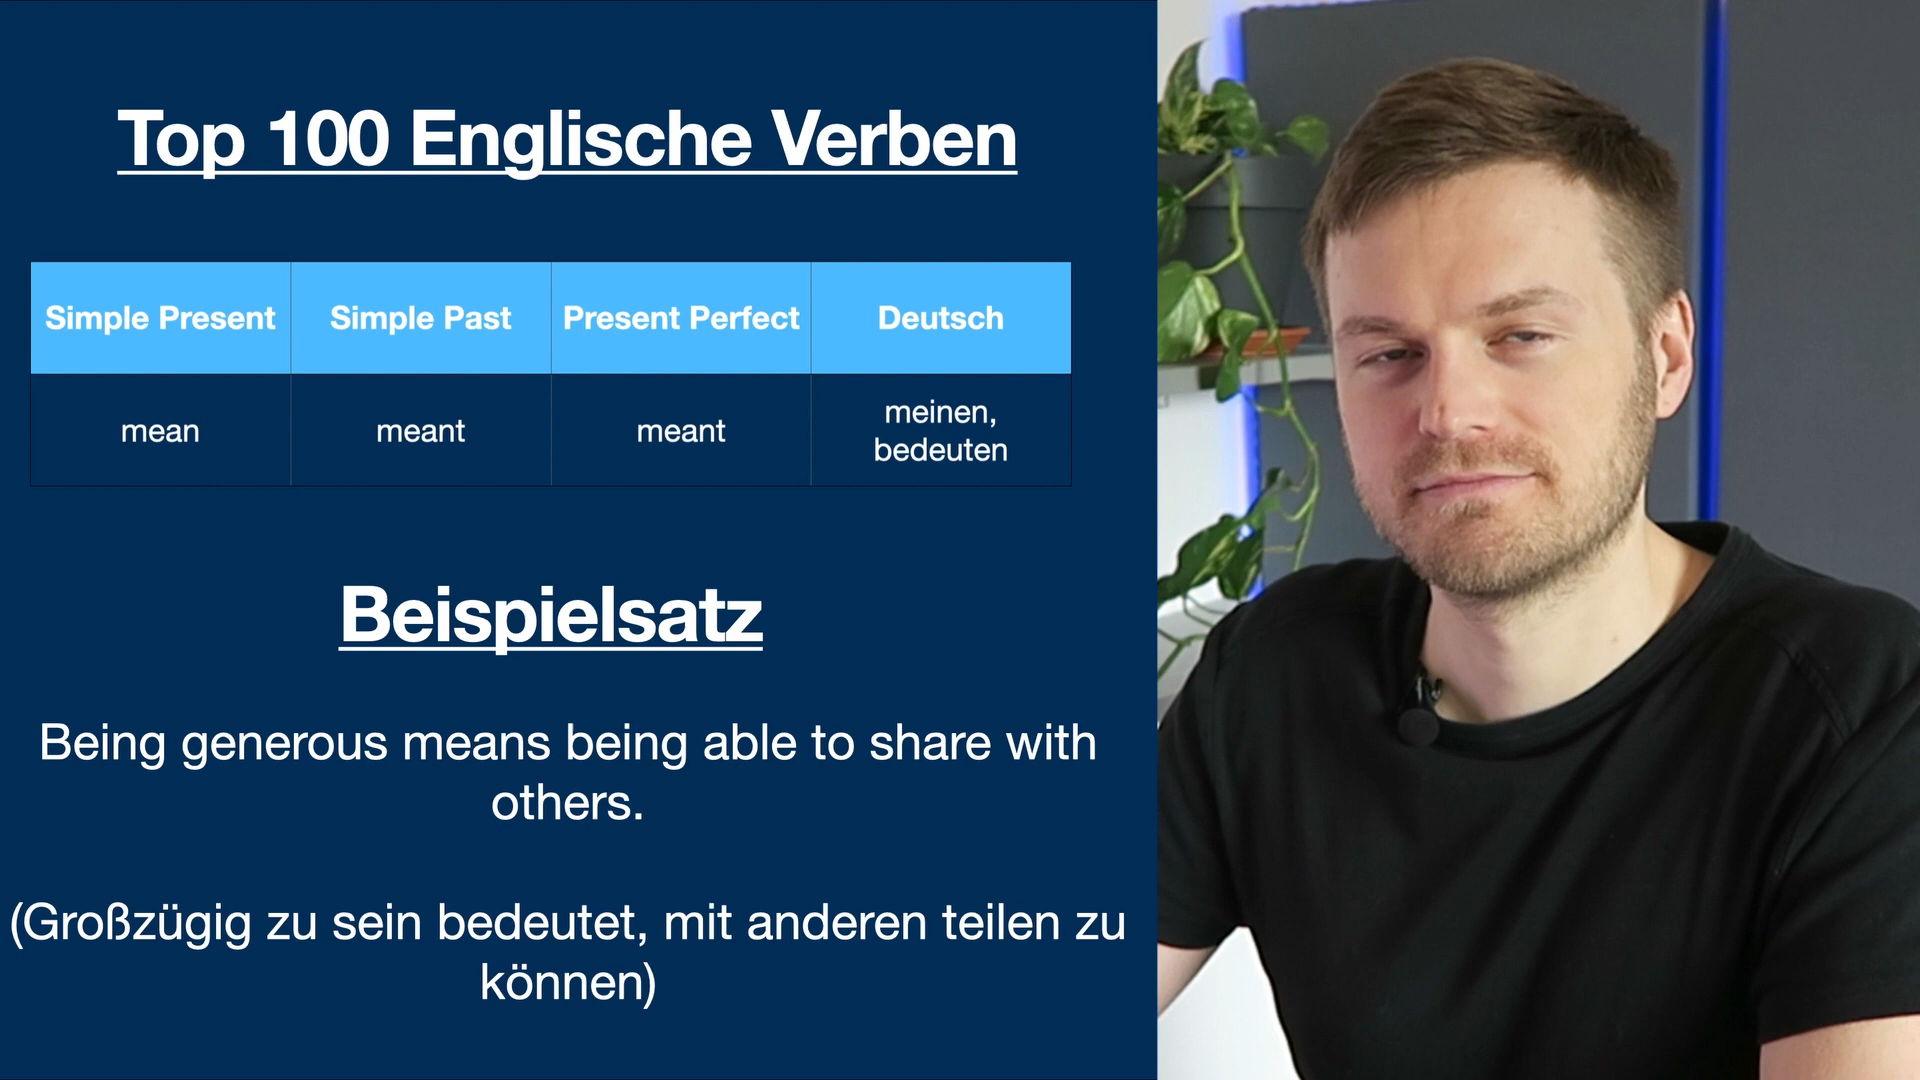 Top 100 Englische Verben
Simple Present Simple Past Present Perfect Deutsch
mean meant meant meinen,
bedeuten
Beispielsatz
Being generous means being able to share with
others.
(Großzügig zu sein bedeutet, mit anderen teilen zu
können)